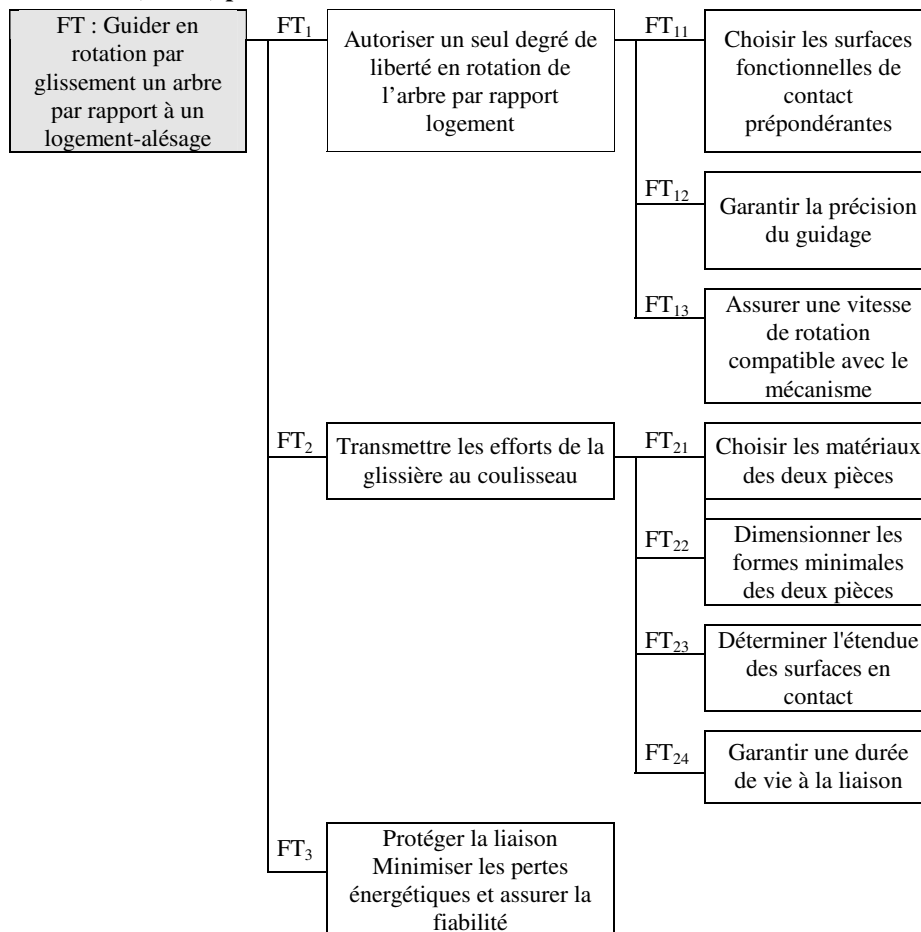 FT : Guider en
rotation par
glissement un arbre
par rapport à un
logement-alésage
FT1
Autoriser un seul degré de
liberté en rotation de
l'arbre par rapport
logement
FT11
Choisir les surfaces
fonctionnelles de
contact
prépondérantes
FT12
Garantir la précision
du guidage
FT13
Assurer une vitesse
de rotation
compatible avec le
mécanisme
FT2
Transmettre les efforts de la
glissière au coulisseau
FT21
Choisir les matériaux
des deux pièces
FT22
Dimensionner les
formes minimales
des deux pièces
FT23
Déterminer l'étendue
des surfaces en
contact
FT24
Garantir une durée
de vie à la liaison
FT3
Protéger la liaison
Minimiser les pertes
énergétiques et assurer la
fiabilité